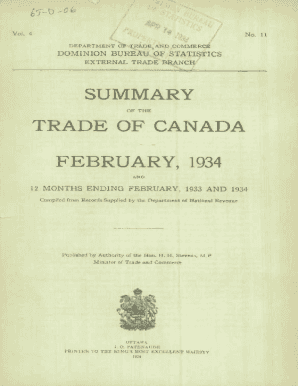 65-D-06
Vol. 8
No. 11
DEPARTMENT OF TRADE AND COMMERCE
DOMINION BUREAU OF STATISTICS
EXTERNAL TRADE BRANCH
SUMMARY
OF THE
TRADE OF CANADA
FEBRUARY, 1934
AND
12 MONTHS ENDING FEBRUARY, 1933 AND 1934
Compiled from Records Supplied by the Department of National Revenue
Published by Authority of the Hon. H. H. Stevens, M.P.
Minister of Trade and Commerce
OTTAWA
J. O. PATENAUDE
PRINTER TO THE KING'S MOST EXCELLENT MAJESTY
1934